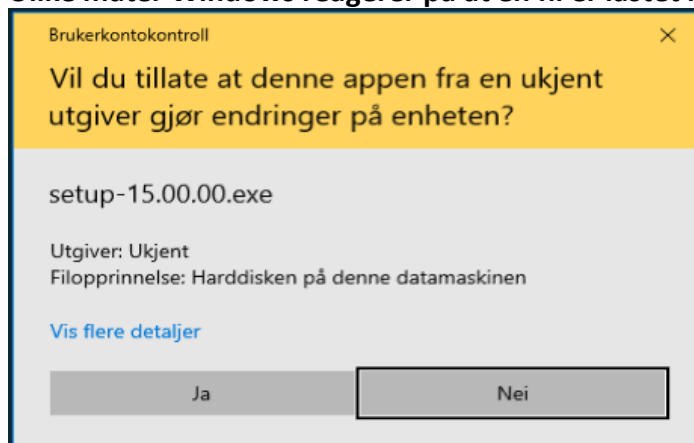 Brukerkontokontroll
Vil du tillate at denne appen fra en ukjent
utgiver gjør endringer på enheten?
setup-15.00.00.exe
Utgiver: Ukjent
Filopprinnelse: Harddisken på denne datamaskinen
Vis flere detaljer
Ja
Nei